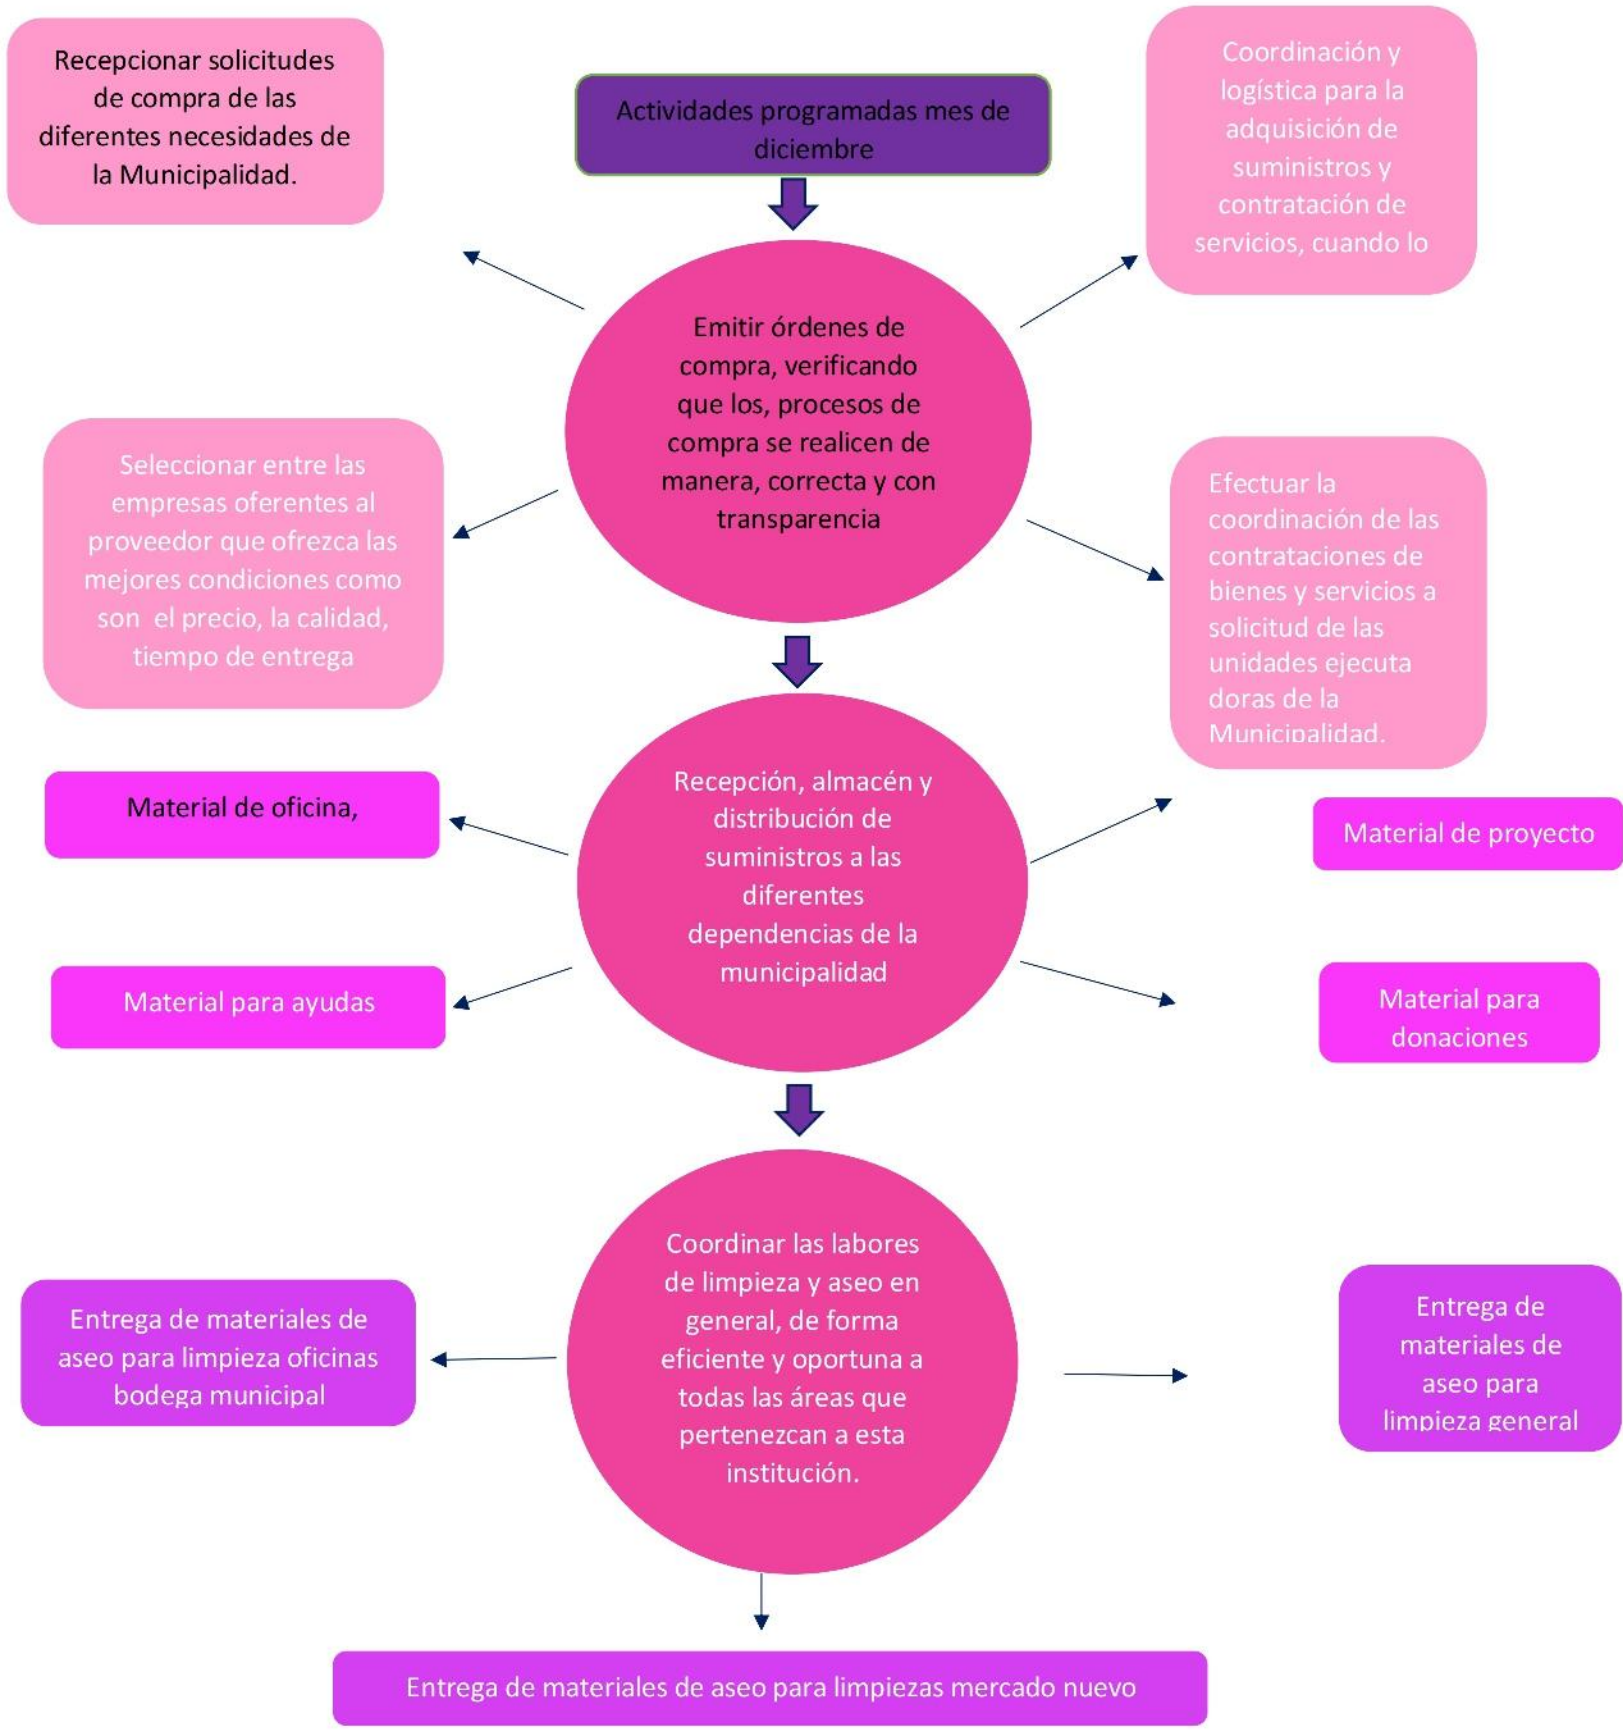 Recepcionar solicitudes
de compra de las
diferentes necesidades de
la Municipalidad.
Actividades programadas mes de
diciembre
Coordinación y
logística para la
adquisición de
suministros y
contratación de
servicios, cuando lo
Emitir órdenes de
compra, verificando
que los, procesos de
compra se realicen de
manera, correcta y con
transparencia
Seleccionar entre las
empresas oferentes al
proveedor que ofrezca las
mejores condiciones como
son el precio, la calidad,
tiempo de entrega
Efectuar la
coordinación de las
contrataciones de
bienes y servicios a
solicitud de las
unidades ejecuta
doras de la
Municipalidad.
Recepción, almacén y
distribución de
suministros a las
diferentes
dependencias de la
municipalidad
Material de oficina,
Material de proyecto
Material para ayudas
Material para
donaciones
Coordinar las labores
de limpieza y aseo en
general, de forma
eficiente y oportuna a
todas las áreas que
pertenezcan a esta
institución.
Entrega de materiales de
aseo para limpieza oficinas
bodega municipal
Entrega de
materiales de
aseo para
limpieza general
Entrega de materiales de aseo para limpiezas mercado nuevo